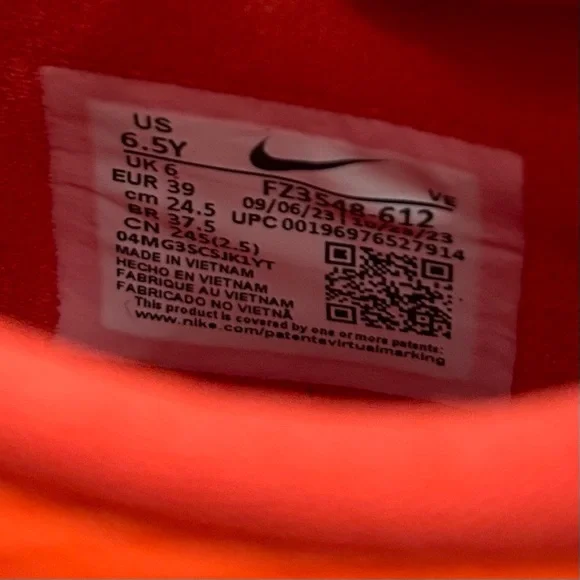 US
6.5Y
UK 6
EUR 39
cm 24.5
BR 37.5
CN 245(2.5)
VE
FZ3548-612
09/06/23 |
UPC 00196976527914
04MG3SCSJK1YT
MADE IN VIETNAM
HECHO EN VIETNAM
FABRIQUE AU VIETNAM
FABRICADO NO VIETNÃ
This product is covered by one or more patents:
www.nike.com/patentsvirtualmarking